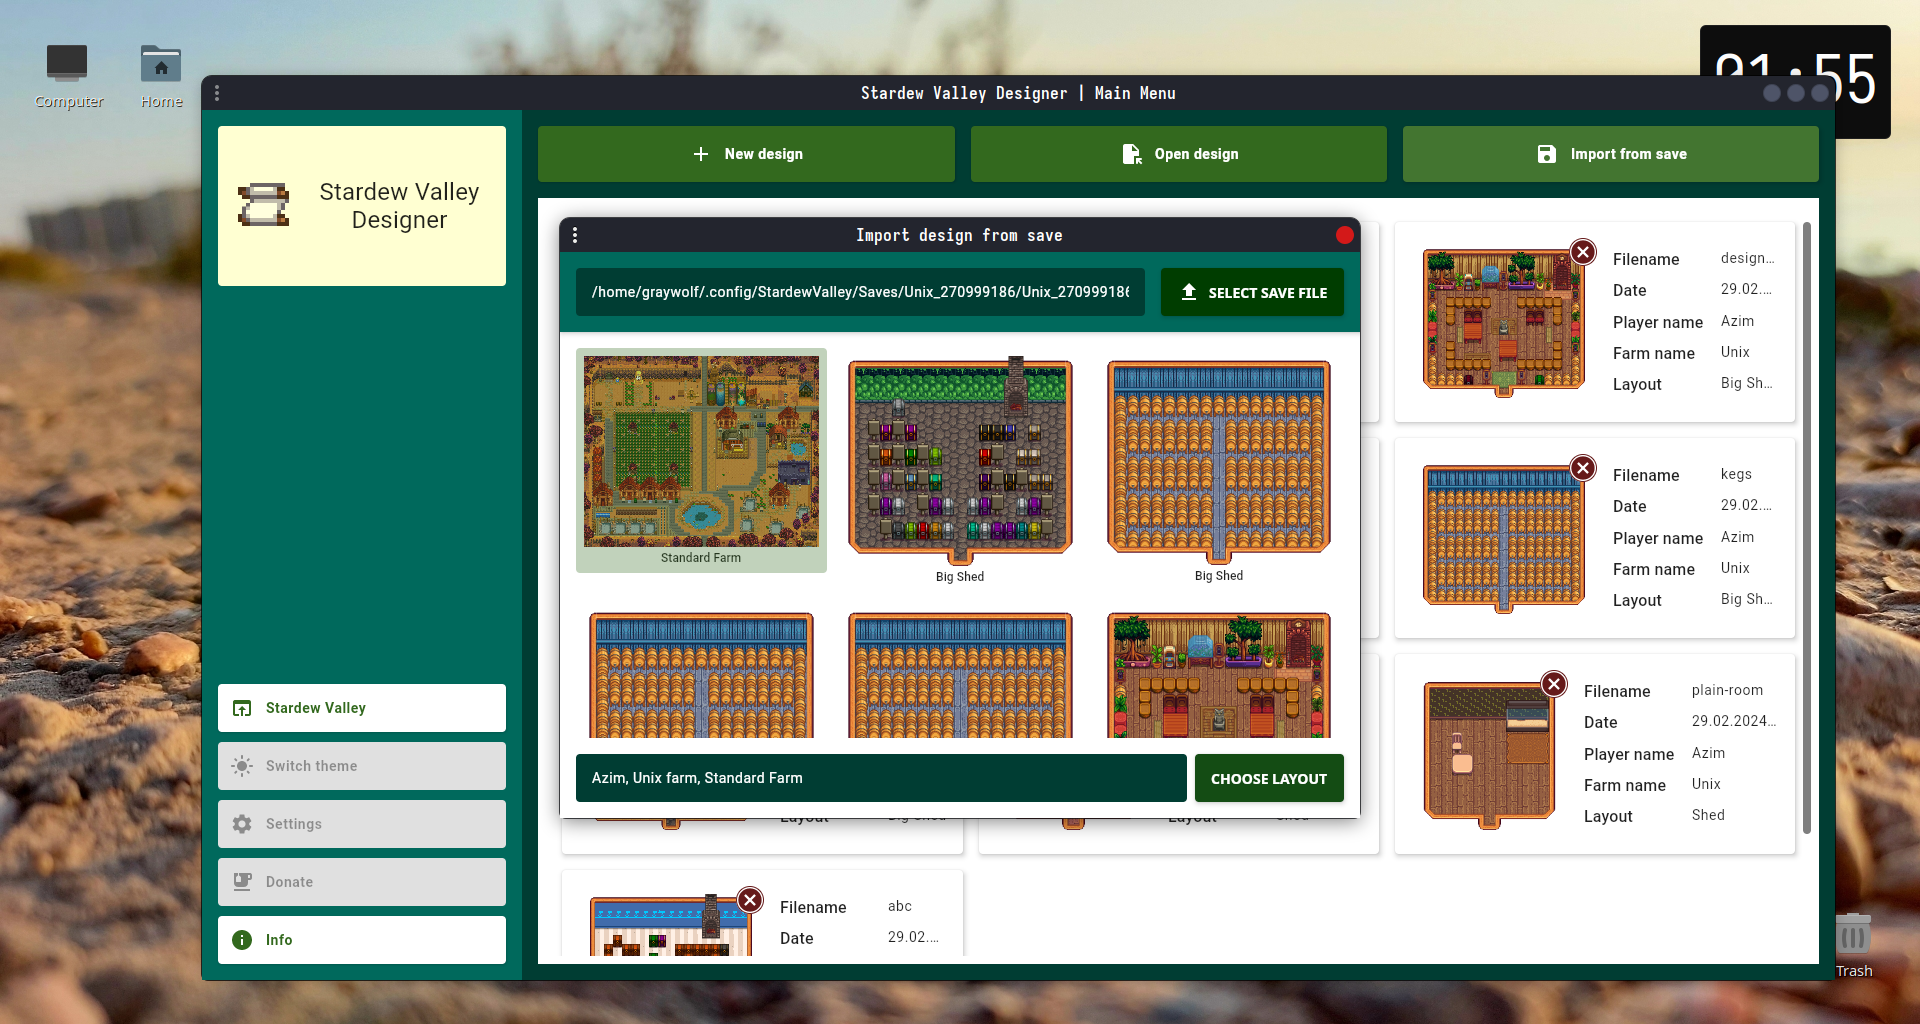 Computer
Home
01:55
Stardew Valley Designer | Main Menu
Stardew Valley
Designer
New design
Open design
Import from save
Import design from save
/home/graywolf/.config/StardewValley/Saves/Unix_270999186/Unix_270999186
SELECT SAVE FILE
Standard Farm
Big Shed
Big Shed
Azim, Unix farm, Standard Farm
CHOOSE LAYOUT
Filename design...
Date 29.02....
Player name Azim
Farm name Unix
Layout Big Sh...
Filename kegs
Date 29.02....
Player name Azim
Farm name Unix
Layout Big Sh...
Filename plain-room
Date 29.02.2024...
Player name Azim
Farm name Unix
Layout Shed
Layout Big Shed
Layout Shed
Filename abc
Date 29.02....
Stardew Valley
Switch theme
Settings
Donate
Info
Trash